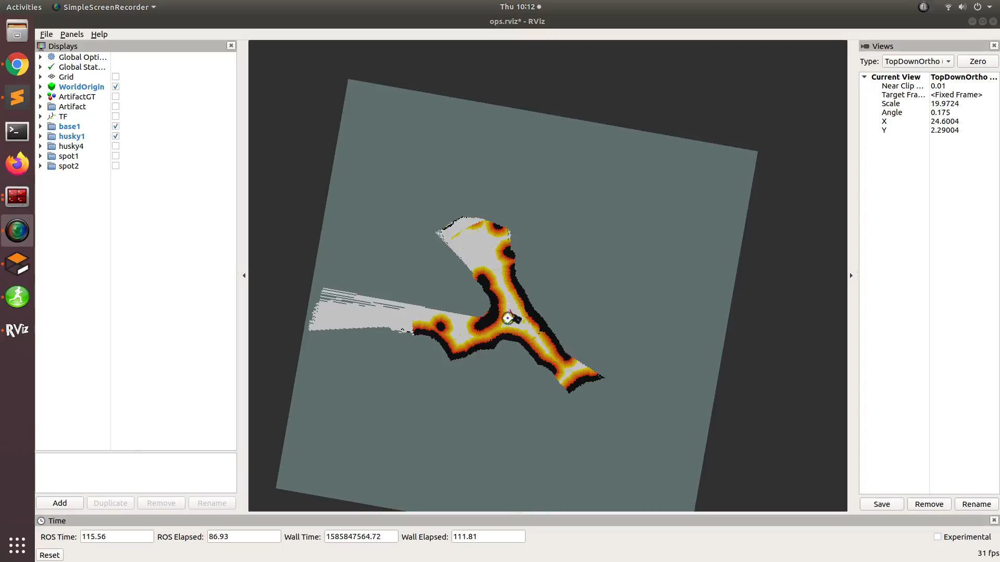 Activities SimpleScreenRecorder Thu 10:12
ops.rviz* - RViz
File Panels Help
Displays
Global Opti...
Global Stat...
Grid
WorldOrigin
ArtifactGT
Artifact
TF
base1
husky1
husky4
spot1
spot2
Add Duplicate Remove Rename
RViz
Views
Type: TopDownOrtho Zero
Current View TopDownOrtho ...
Near Clip ... 0.01
Target Fra... <Fixed Frame>
Scale 19.9724
Angle 0.175
X 24.6004
Y 2.29004
Save Remove Rename
Time
ROS Time: 115.56 ROS Elapsed: 86.93 Wall Time: 1585847564.72 Wall Elapsed: 111.81 Experimental
Reset 31 fps